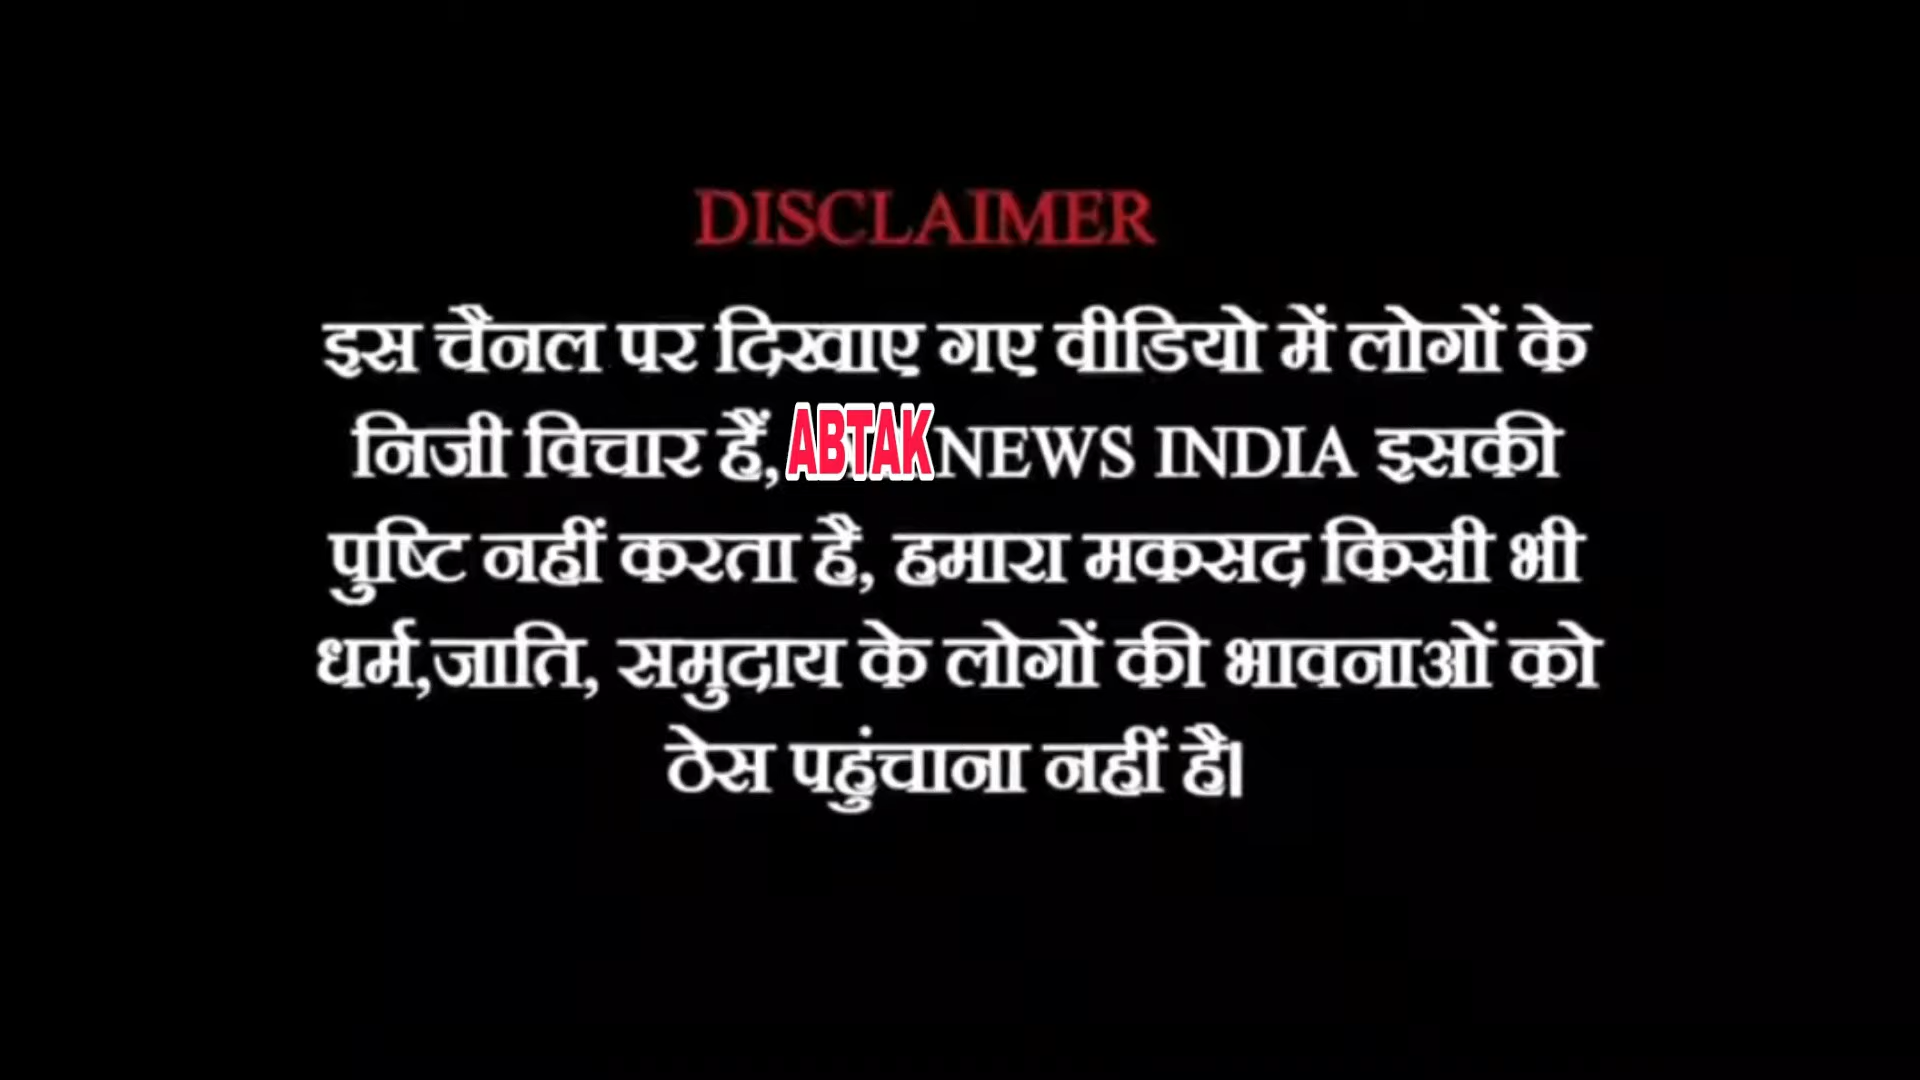 DISCLAIMER
इस चैनल पर दिखाए गए वीडियो में लोगों के
निजी विचार हैं, ABTAK NEWS INDIA इसकी
पुष्टि नहीं करता है, हमारा मकसद किसी भी
धर्म,जाति, समुदाय के लोगों की भावनाओं को
ठेस पहुंचाना नहीं है।